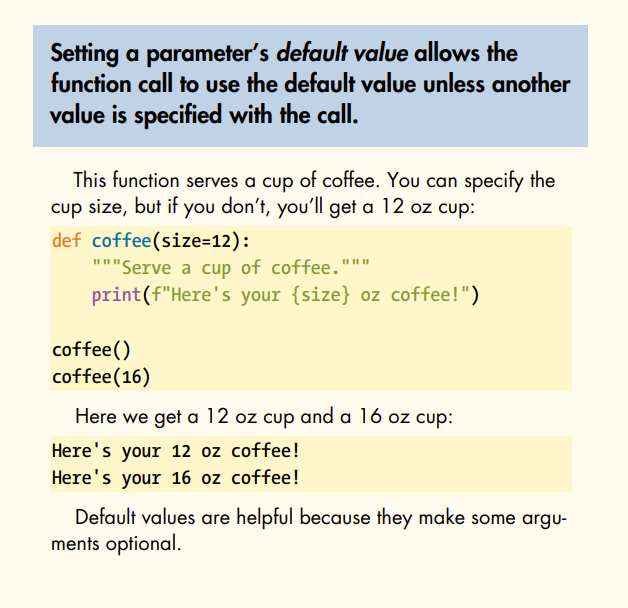 Setting a parameter’s default value allows the
function call to use the default value unless another
value is specified with the call.
This function serves a cup of coffee. You can specify the
cup size, but if you don’t, you’ll get a 12 oz cup:
def coffee(size=12):
    """Serve a cup of coffee."""
    print(f"Here's your {size} oz coffee!")
coffee()
coffee(16)
Here we get a 12 oz cup and a 16 oz cup:
Here's your 12 oz coffee!
Here's your 16 oz coffee!
Default values are helpful because they make some argu-
ments optional.